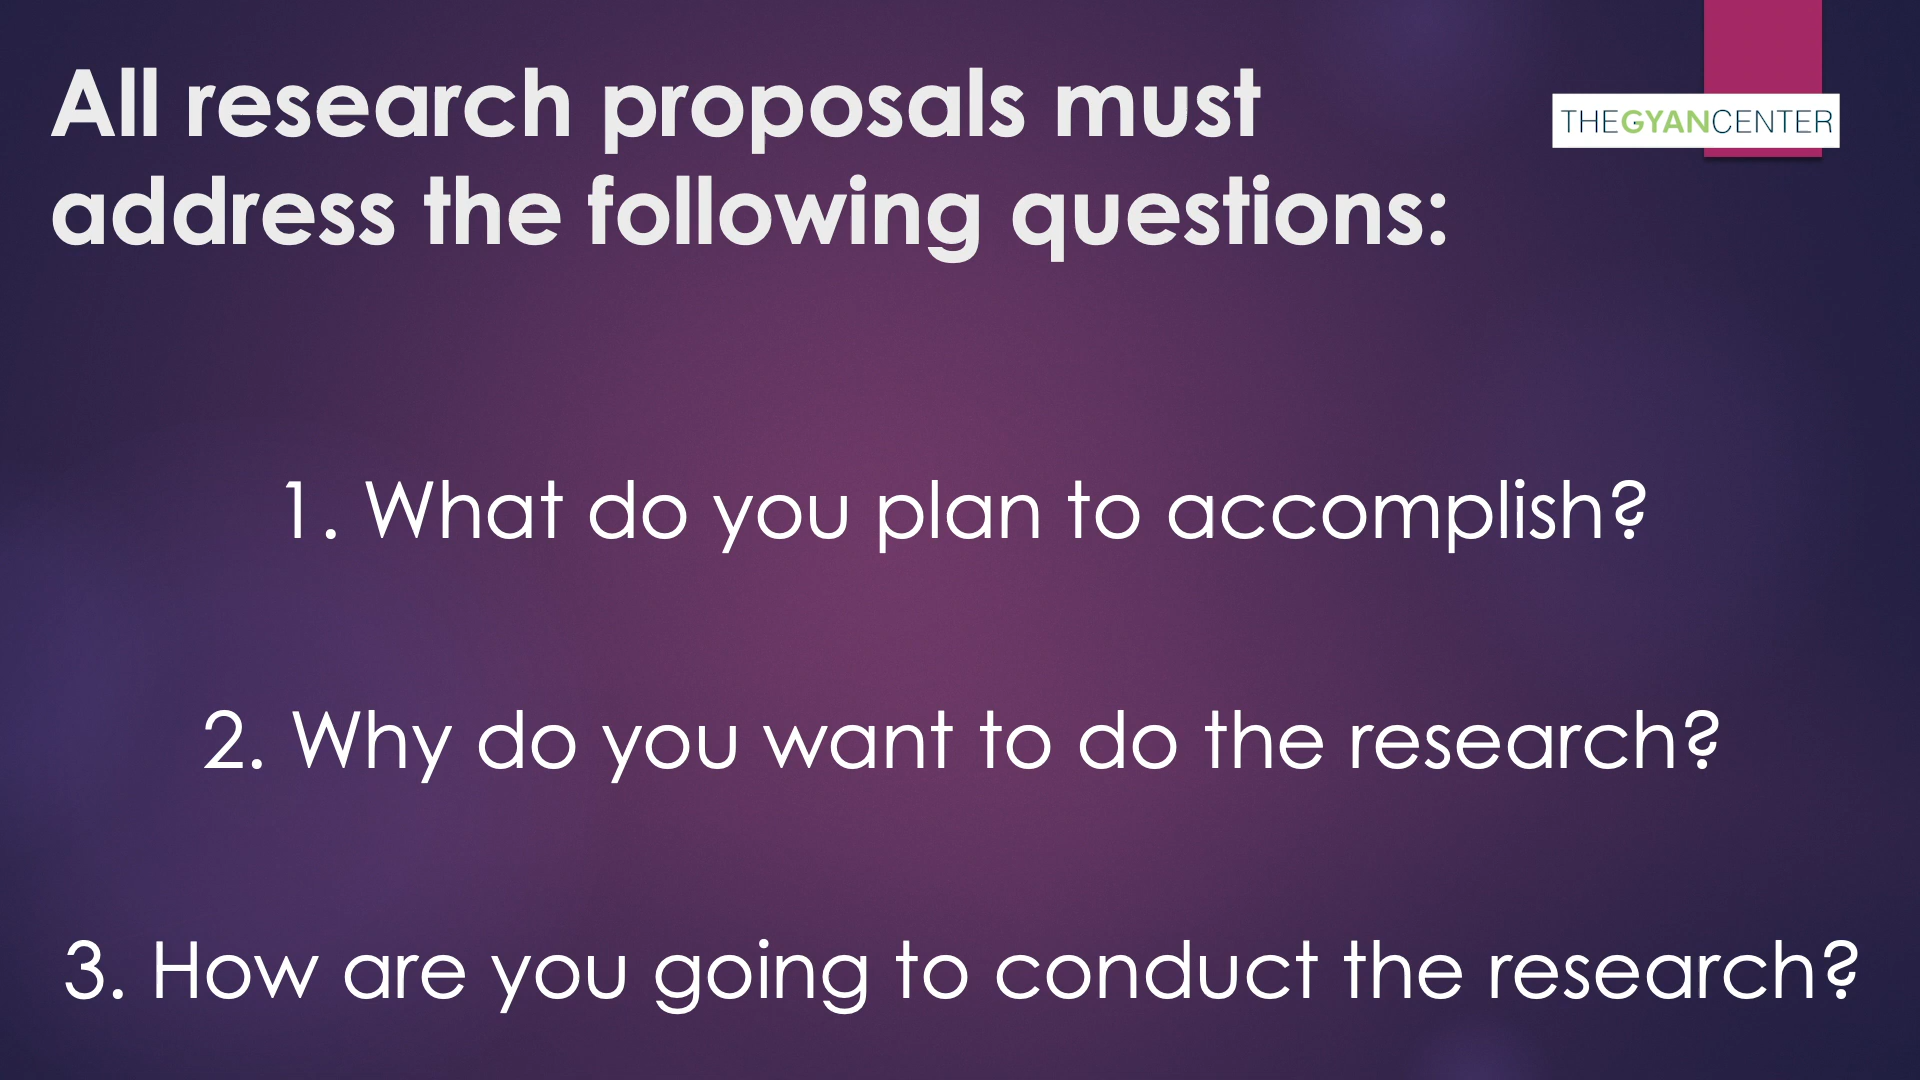 All research proposals must
address the following questions:
THEGYANCENTER
1. What do you plan to accomplish?
2. Why do you want to do the research?
3. How are you going to conduct the research?